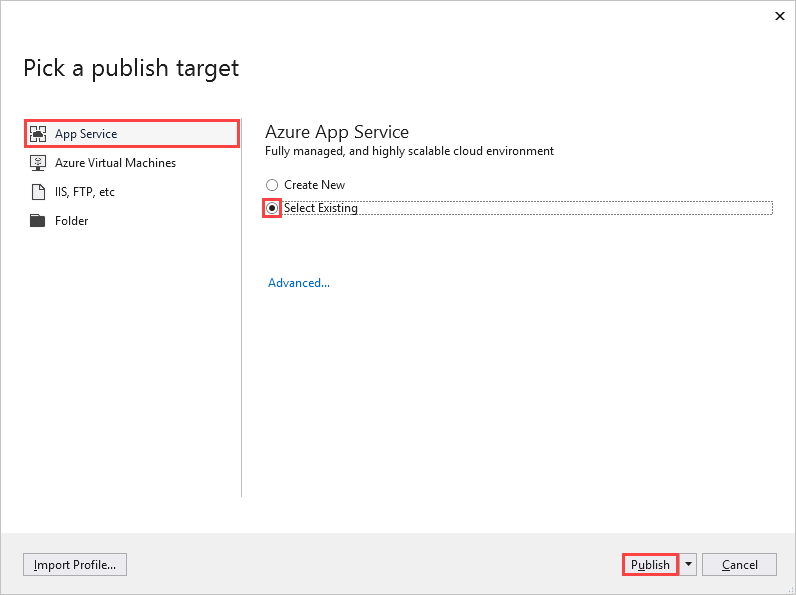 Pick a publish target
App Service
Azure Virtual Machines
IIS, FTP, etc
Folder
Azure App Service
Fully managed, and highly scalable cloud environment
Create New
Select Existing
Advanced...
Import Profile...
Publish
Cancel